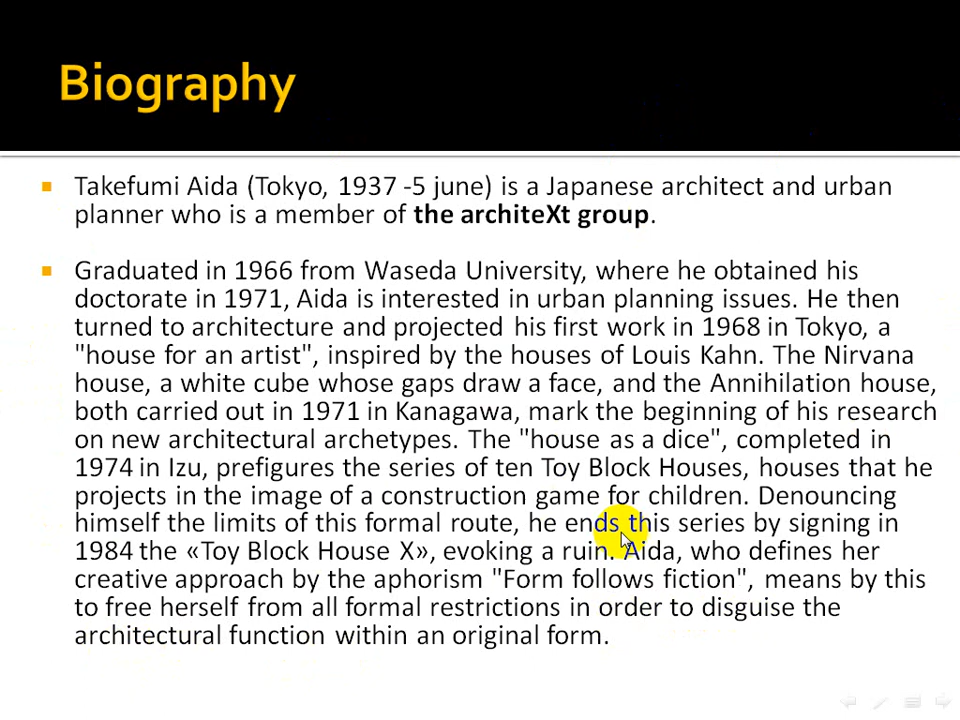 Biography
Takefumi Aida (Tokyo, 1937 -5 june) is a Japanese architect and urban
planner who is a member of the architeXt group.
Graduated in 1966 from Waseda University, where he obtained his
doctorate in 1971, Aida is interested in urban planning issues. He then
turned to architecture and projected his first work in 1968 in Tokyo, a
"house for an artist", inspired by the houses of Louis Kahn. The Nirvana
house, a white cube whose gaps draw a face, and the Annihilation house,
both carried out in 1971 in Kanagawa, mark the beginning of his research
on new architectural archetypes. The "house as a dice", completed in
1974 in Izu, prefigures the series of ten Toy Block Houses, houses that he
projects in the image of a construction game for children. Denouncing
himself the limits of this formal route, he ends this series by signing in
1984 the «Toy Block House X», evoking a ruin. Aida, who defines her
creative approach by the aphorism "Form follows fiction", means by this
to free herself from all formal restrictions in order to disguise the
architectural function within an original form.